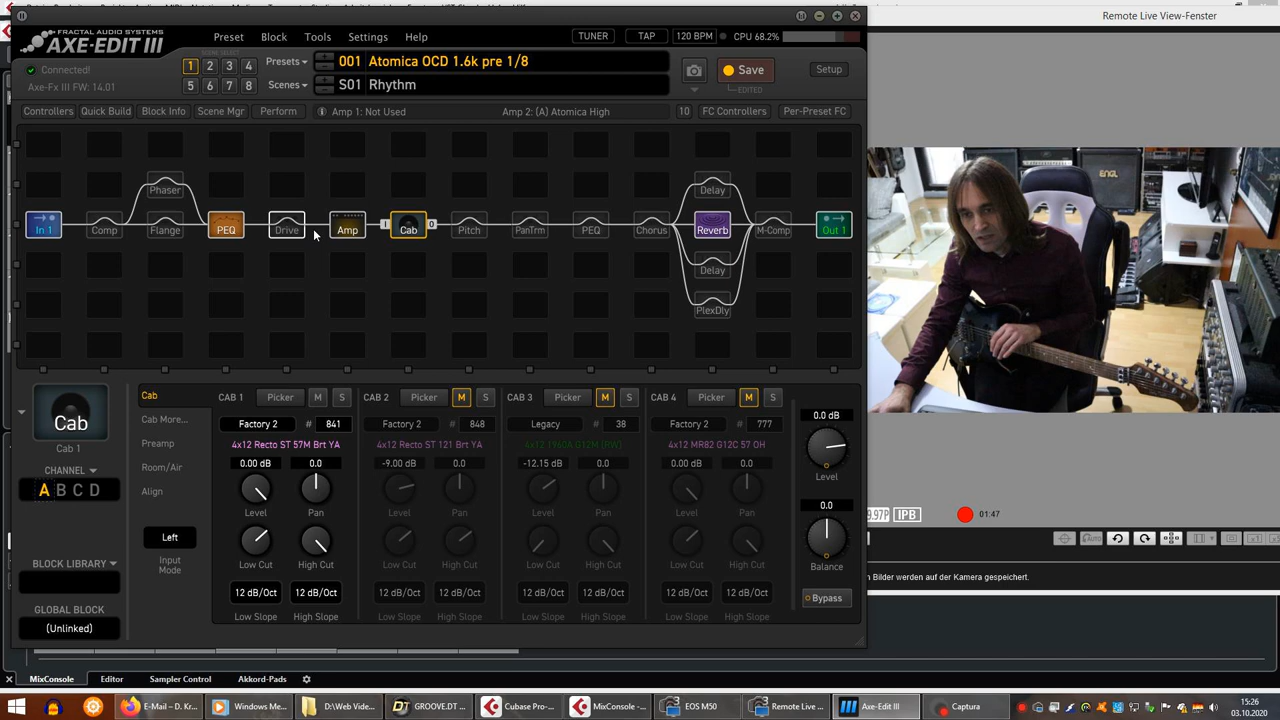 Remote Live View-Fenster
FRACTAL AUDIO SYSTEMS
AXE-EDIT III
Preset Block Tools Settings Help
TUNER TAP 120 BPM CPU 68.2%
SCENE SELECT
1 2 3 4
5 6 7 8
Presets 001 Atomica OCD 1.6k pre 1/8
Scenes S01 Rhythm
Save
EDITED
Setup
Connected!
Axe-Fx III FW: 14.01
Controllers Quick Build Block Info Scene Mgr Perform Amp 1: Not Used Amp 2: (A) Atomica High 10 FC Controllers Per-Preset FC
Phaser Delay
In 1 Comp Flange PEQ Drive Amp Cab Pitch PanTrm PEQ Chorus Reverb M-Comp Out 1
Delay
PlexDly
ENGL
Cab
Cab 1
CHANNEL
A B C D
BLOCK LIBRARY
GLOBAL BLOCK
(Unlinked)
Cab
Cab More...
Preamp
Room/Air
Align
Left
Input
Mode
CAB 1 Picker M S CAB 2 Picker M S CAB 3 Picker M S CAB 4 Picker M S
Factory 2 # 841 Factory 2 # 848 Legacy # 38 Factory 2 # 777
4x12 Recto ST 57M Brt YA 4x12 Recto ST 121 Brt YA 4x12 1960A G12M (RW) 4x12 MR82 G12C 57 OH
0.00 dB 0.0 -9.00 dB 0.0 -12.15 dB 0.0 0.00 dB 0.0
Level Pan Level Pan Level Pan Level Pan
Low Cut High Cut Low Cut High Cut Low Cut High Cut Low Cut High Cut
12 dB/Oct 12 dB/Oct 12 dB/Oct 12 dB/Oct 12 dB/Oct 12 dB/Oct 12 dB/Oct 12 dB/Oct
Low Slope High Slope Low Slope High Slope Low Slope High Slope Low Slope High Slope
0.0 dB
Level
0.0
Balance
Bypass
9.97P IPB 01:47
n Bilder werden auf der Kamera gespeichert.
MixConsole Editor Sampler Control Akkord-Pads
E-Mail – D. Kr... Windows Me... D:\Web Video... GROOVE.DT ... Cubase Pro-... MixConsole -... EOS M50 Remote Live ... Axe-Edit III Captura
15:26
03.10.2020